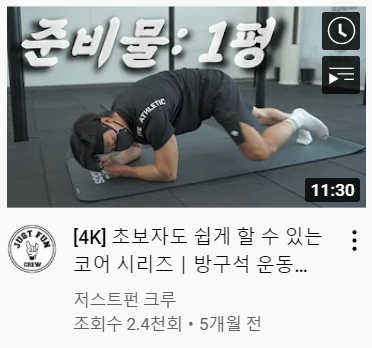 준비물: 1평
THE ATHLETIC
11:30
JUST FUN
CREW
[4K] 초보자도 쉽게 할 수 있는
코어 시리즈 | 방구석 운동...
저스트펀 크루
조회수 2.4천회 • 5개월 전